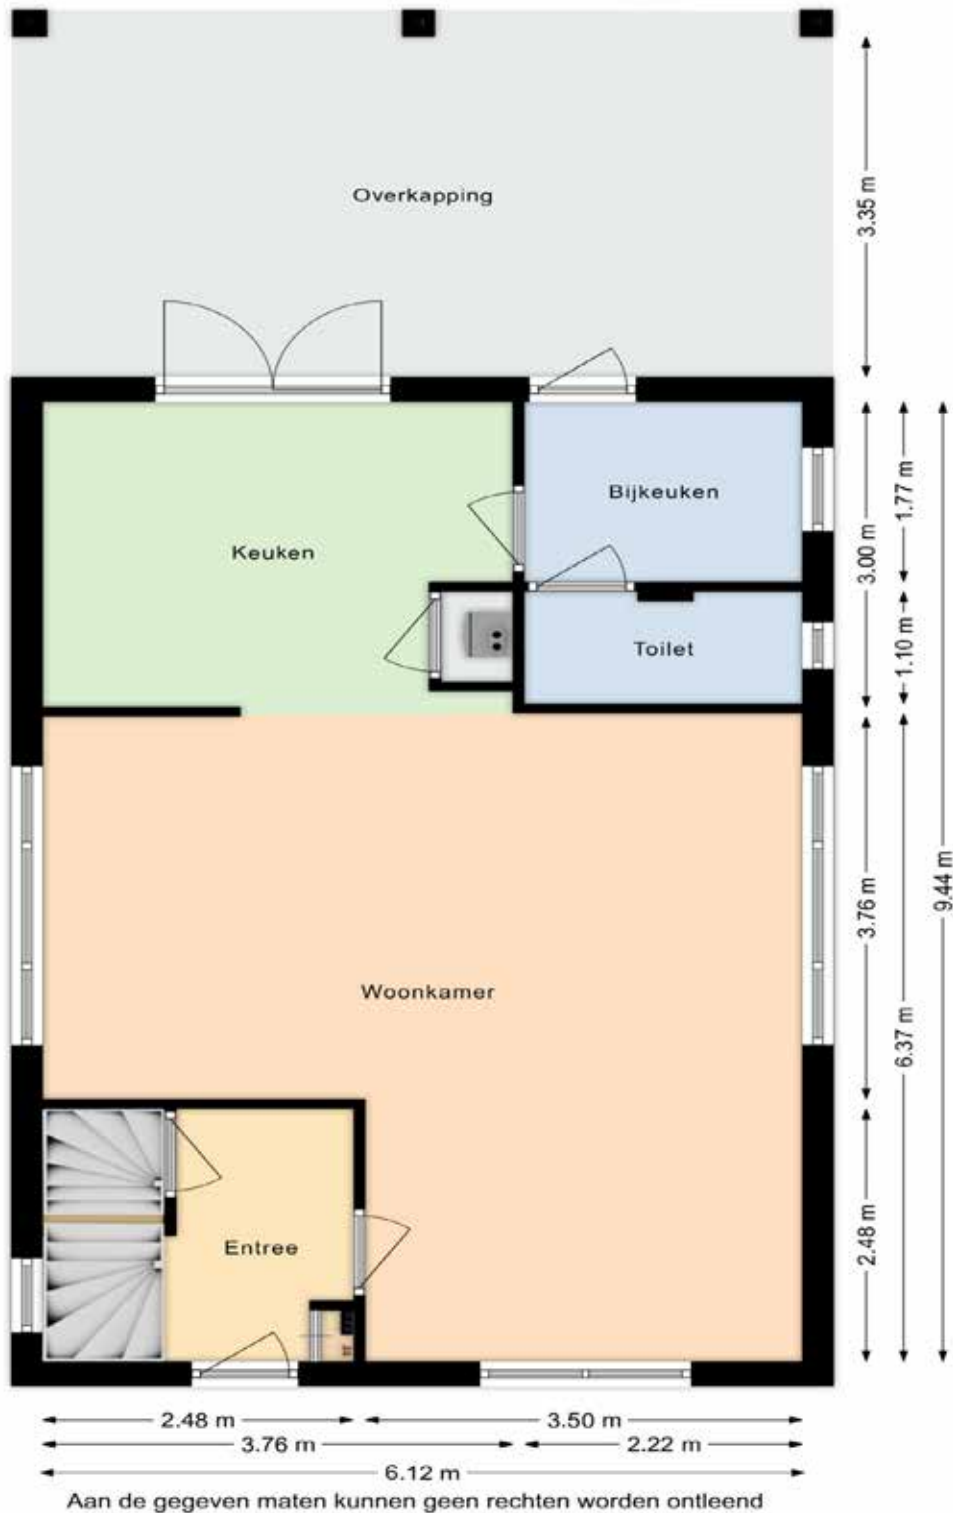 Overkapping
3.35 m
Bijkeuken
1.77 m
Keuken
3.00 m
Toilet
1.10 m
3.76 m
9.44 m
Woonkamer
6.37 m
2.48 m
Entree
2.48 m
3.50 m
3.76 m
2.22 m
6.12 m
Aan de gegeven maten kunnen geen rechten worden ontleend